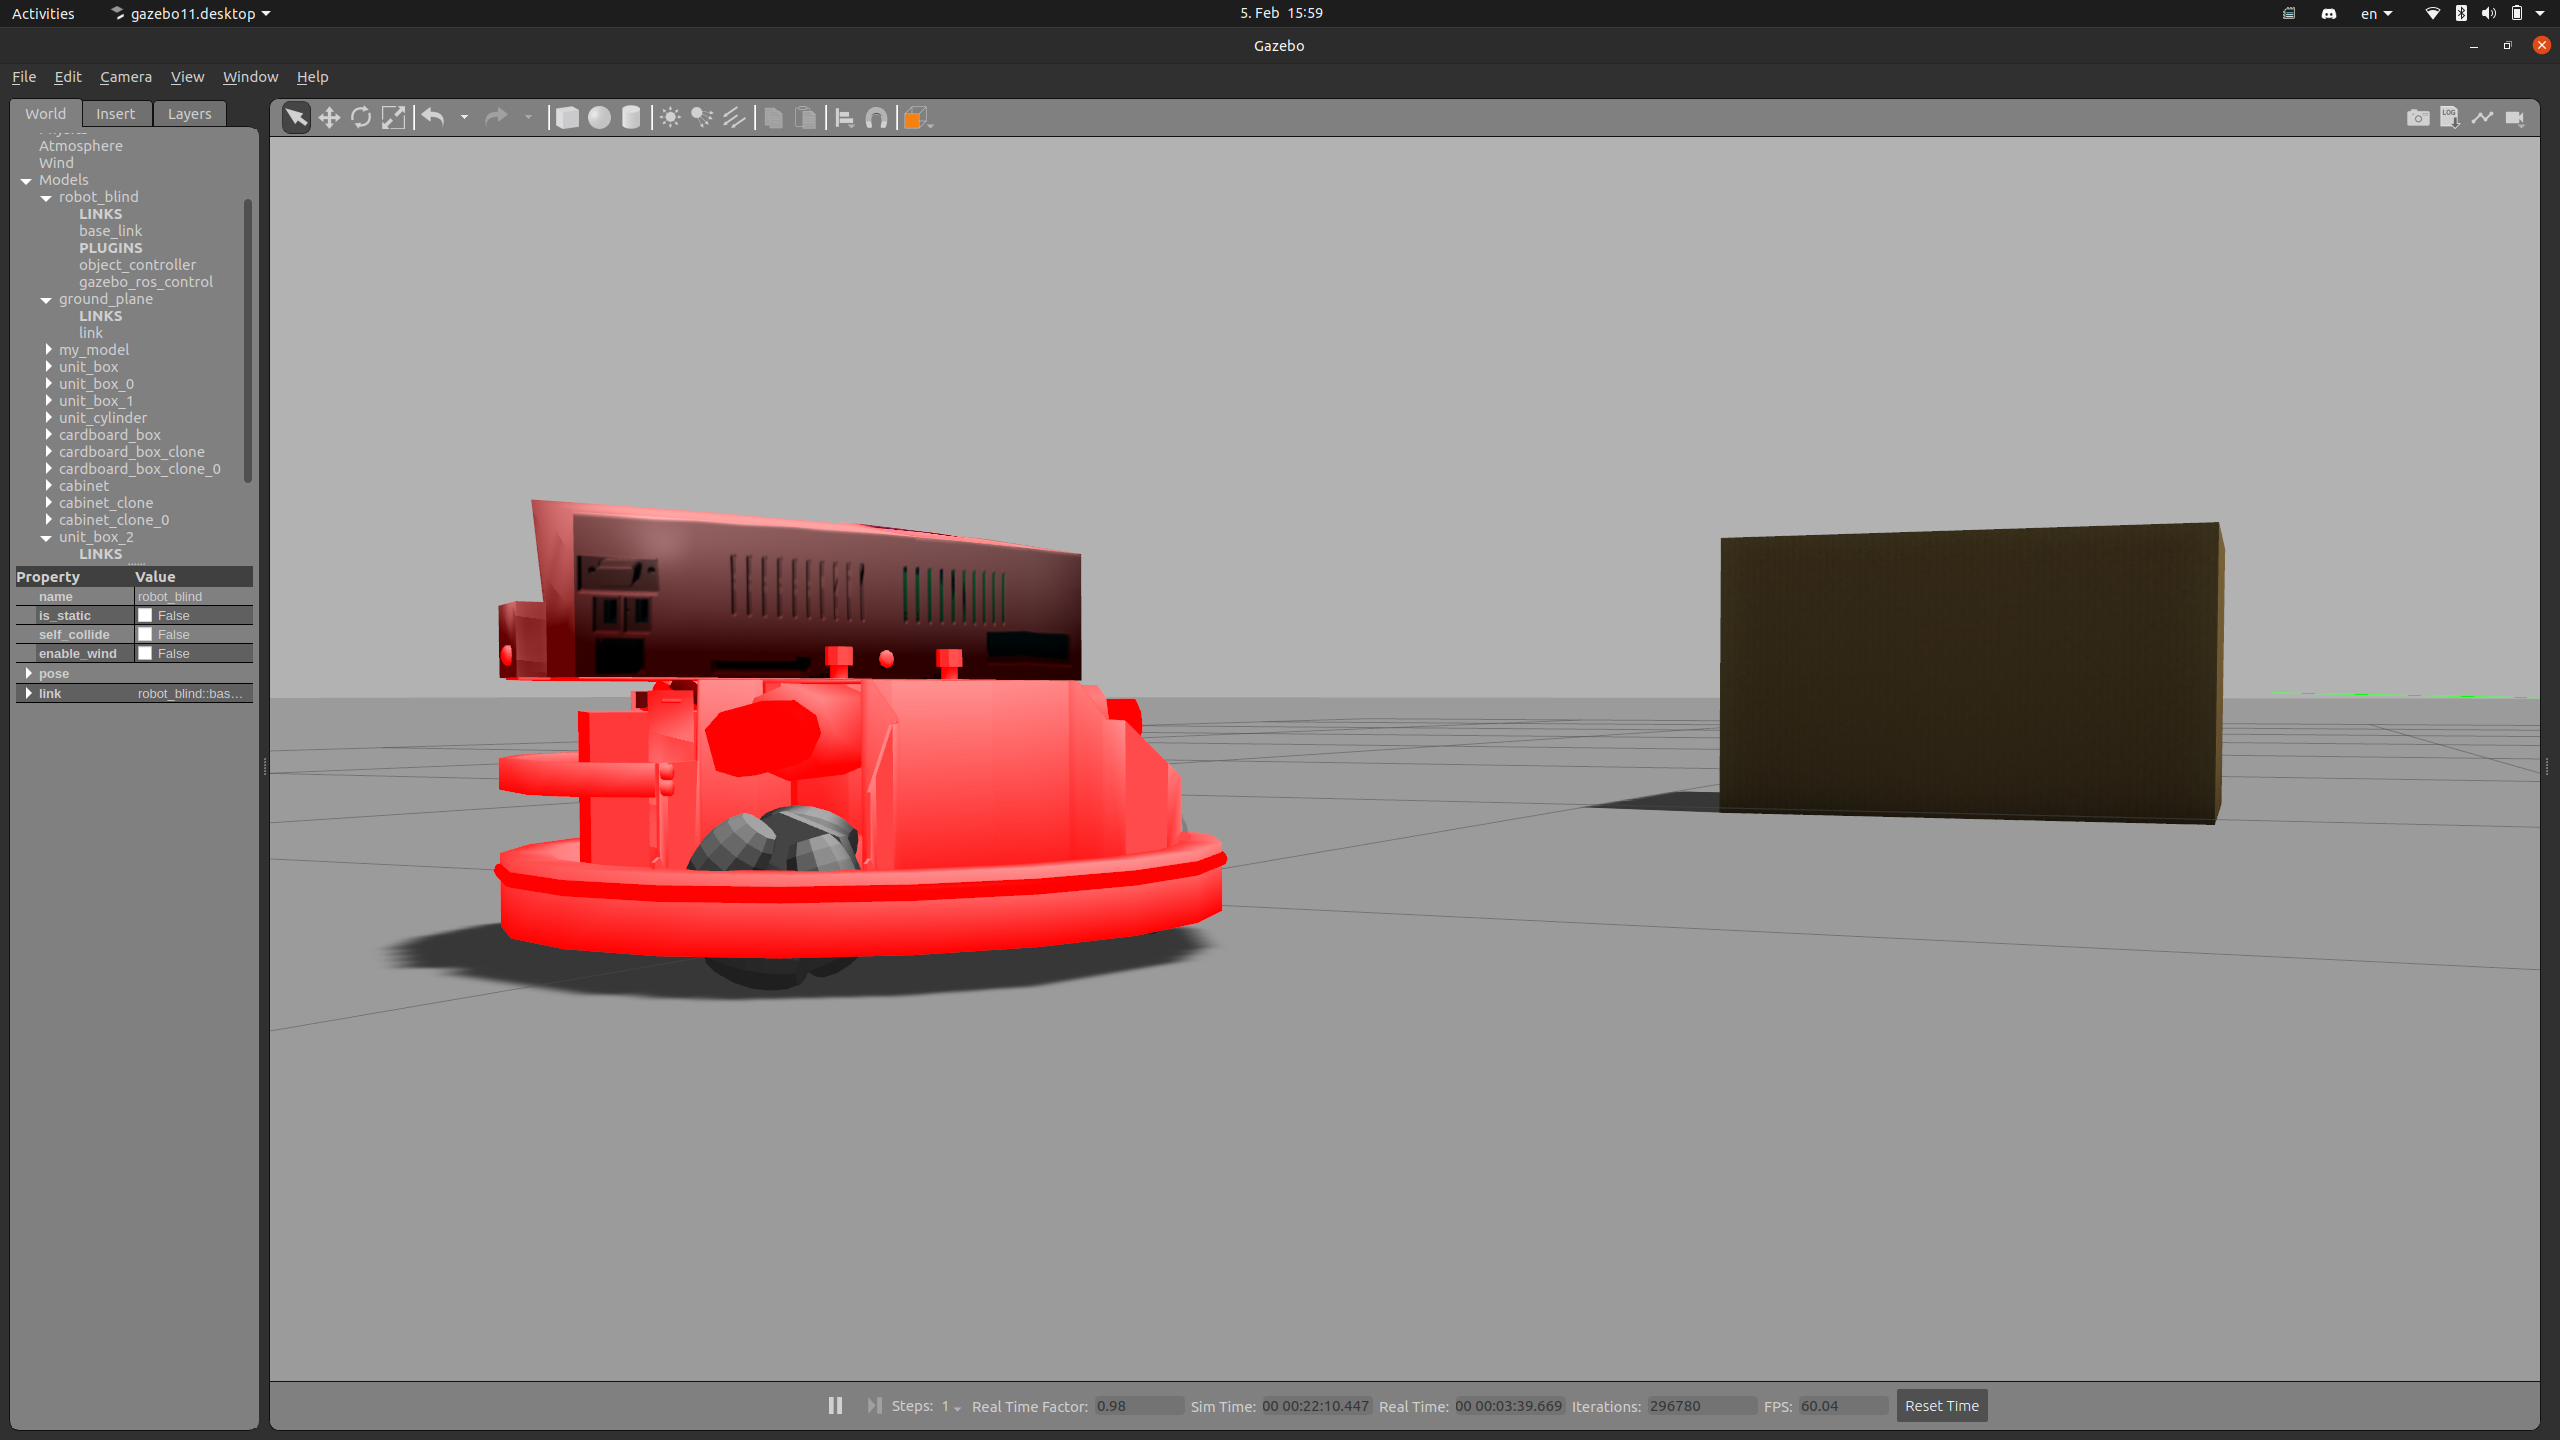 Activities gazebo11.desktop 5. Feb 15:59 en
Gazebo
File Edit Camera View Window Help
World Insert Layers
Atmosphere
Wind
Models
robot_blind
LINKS
base_link
PLUGINS
object_controller
gazebo_ros_control
ground_plane
LINKS
link
my_model
unit_box
unit_box_0
unit_box_1
unit_cylinder
cardboard_box
cardboard_box_clone
cardboard_box_clone_0
cabinet
cabinet_clone
cabinet_clone_0
unit_box_2
LINKS
Property Value
name robot_blind
is_static False
self_collide False
enable_wind False
pose
link robot_blind::bas...
LOG
Steps: 1 Real Time Factor: 0.98 Sim Time: 00 00:22:10.447 Real Time: 00 00:03:39.669 Iterations: 296780 FPS: 60.04 Reset Time